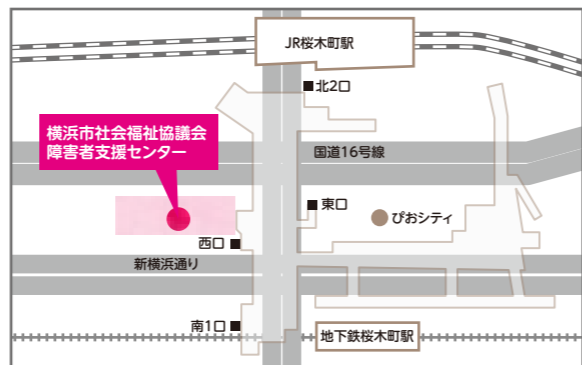 JR桜木町駅
北2口
横浜市社会福祉協議会
障害者支援センター
国道16号線
東口
ぴおシティ
西口
新横浜通り
南1口
地下鉄桜木町駅